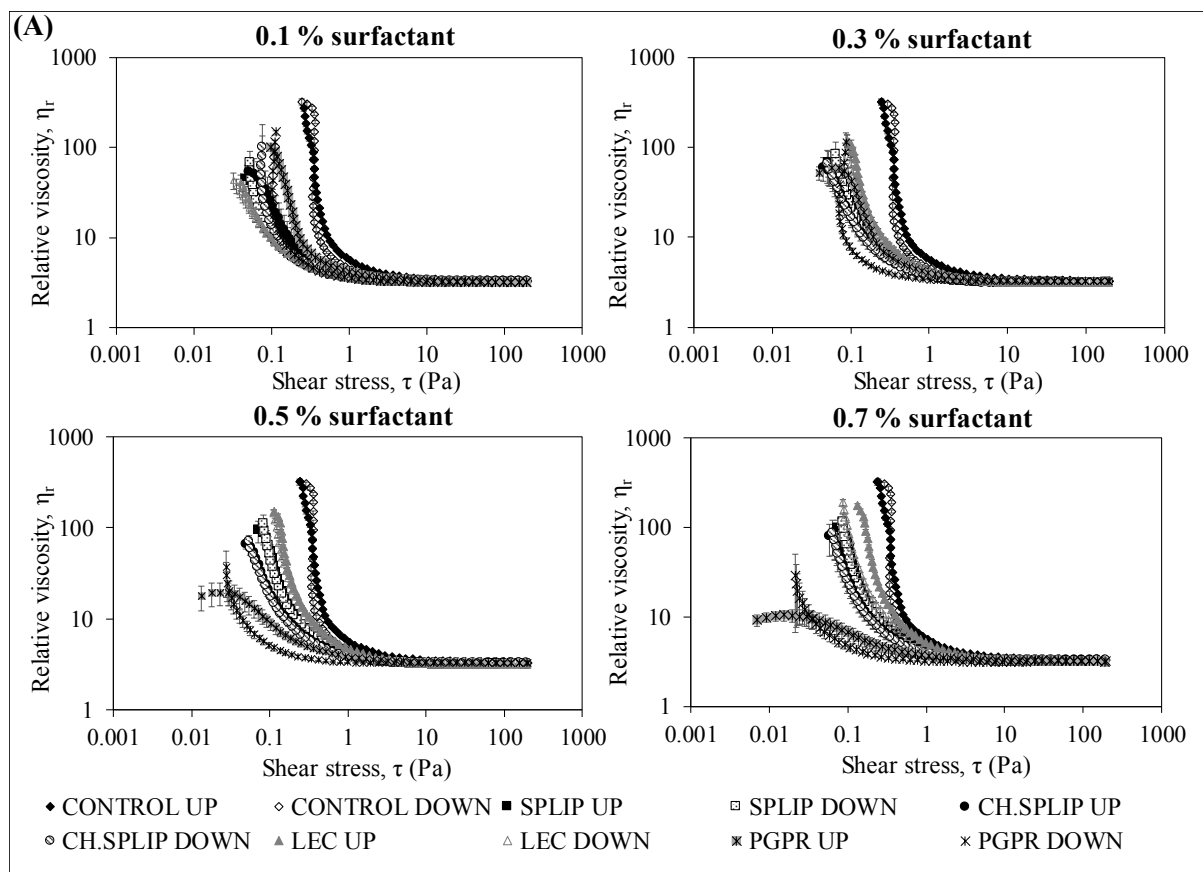 (A)
0.1 % surfactant
Relative viscosity, ηr
1000
100
10
1
0.001 0.01 0.1 1 10 100 1000
Shear stress, τ (Pa)
0.3 % surfactant
Relative viscosity, ηr
1000
100
10
1
0.001 0.01 0.1 1 10 100 1000
Shear stress, τ (Pa)
0.5 % surfactant
Relative viscosity, ηr
1000
100
10
1
0.001 0.01 0.1 1 10 100 1000
Shear stress, τ (Pa)
0.7 % surfactant
Relative viscosity, ηr
1000
100
10
1
0.001 0.01 0.1 1 10 100 1000
Shear stress, τ (Pa)
CONTROL UP CONTROL DOWN SPLIP UP SPLIP DOWN CH.SPLIP UP
CH.SPLIP DOWN LEC UP LEC DOWN PGPR UP PGPR DOWN